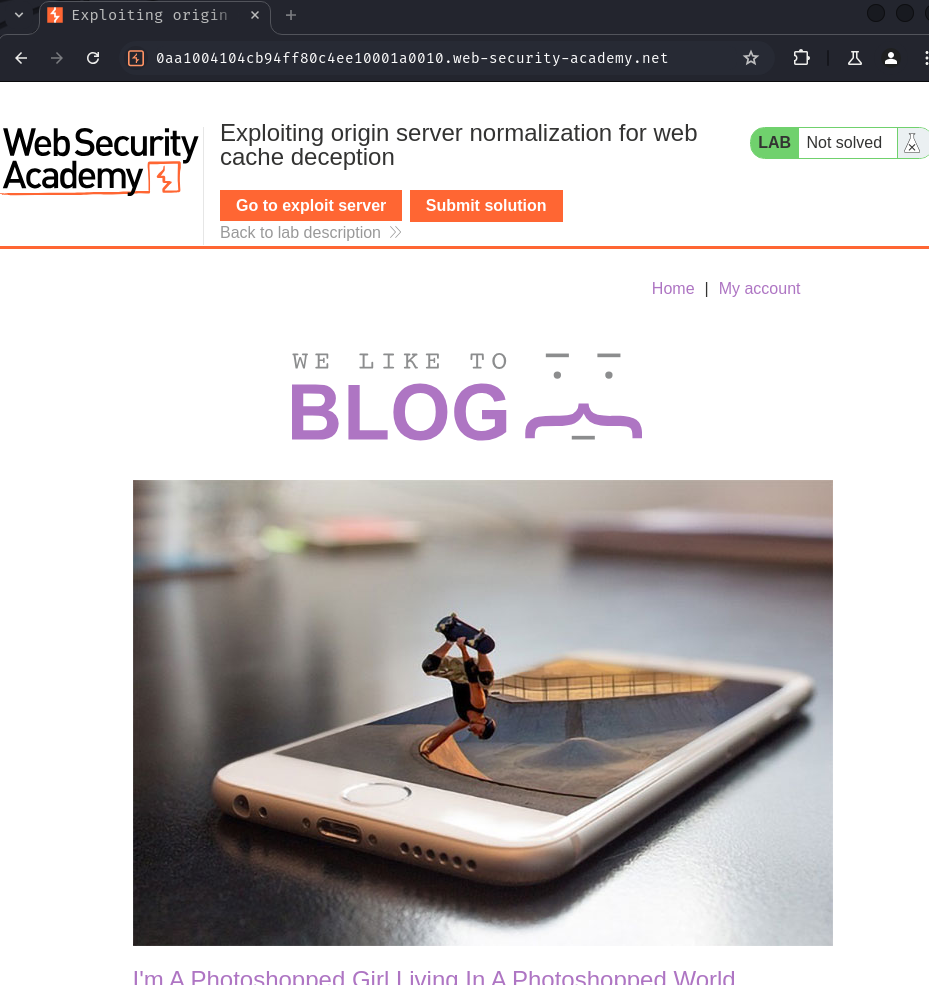 Exploiting origin
0aa1004104cb94ff80c4ee10001a0010.web-security-academy.net
Web Security
Academy
Exploiting origin server normalization for web
cache deception
LAB Not solved
Go to exploit server Submit solution
Back to lab description
Home | My account
WE LIKE TO
BLOG
I'm A Photoshopped Girl Living In A Photoshopped World